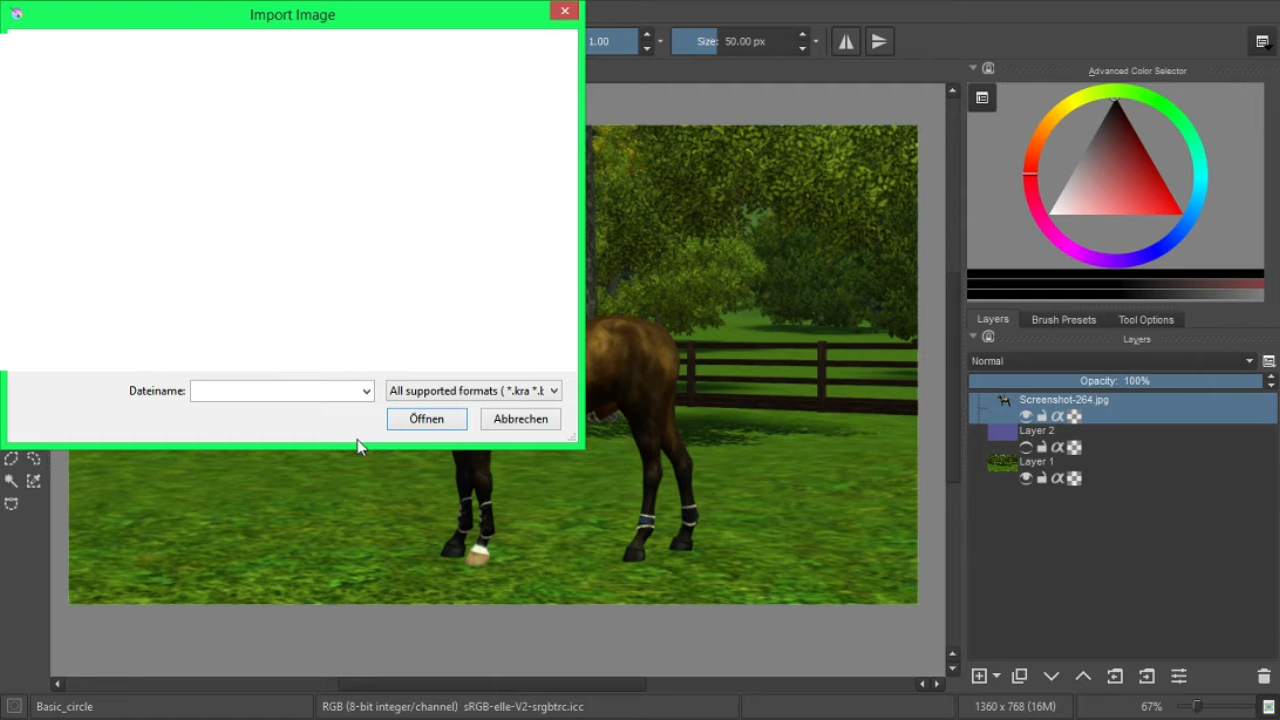 Import Image
1.00
Size: 50.00 px
Advanced Color Selector
Layers Brush Presets Tool Options
Layers
Normal
Opacity: 100%
Screenshot-264.jpg
Layer 2
Layer 1
Dateiname:
All supported formats ( *.kra *.t
Öffnen
Abbrechen
Basic_circle
RGB (8-bit integer/channel) sRGB-elle-V2-srgbtrc.icc
1360 x 768 (16M)
67%